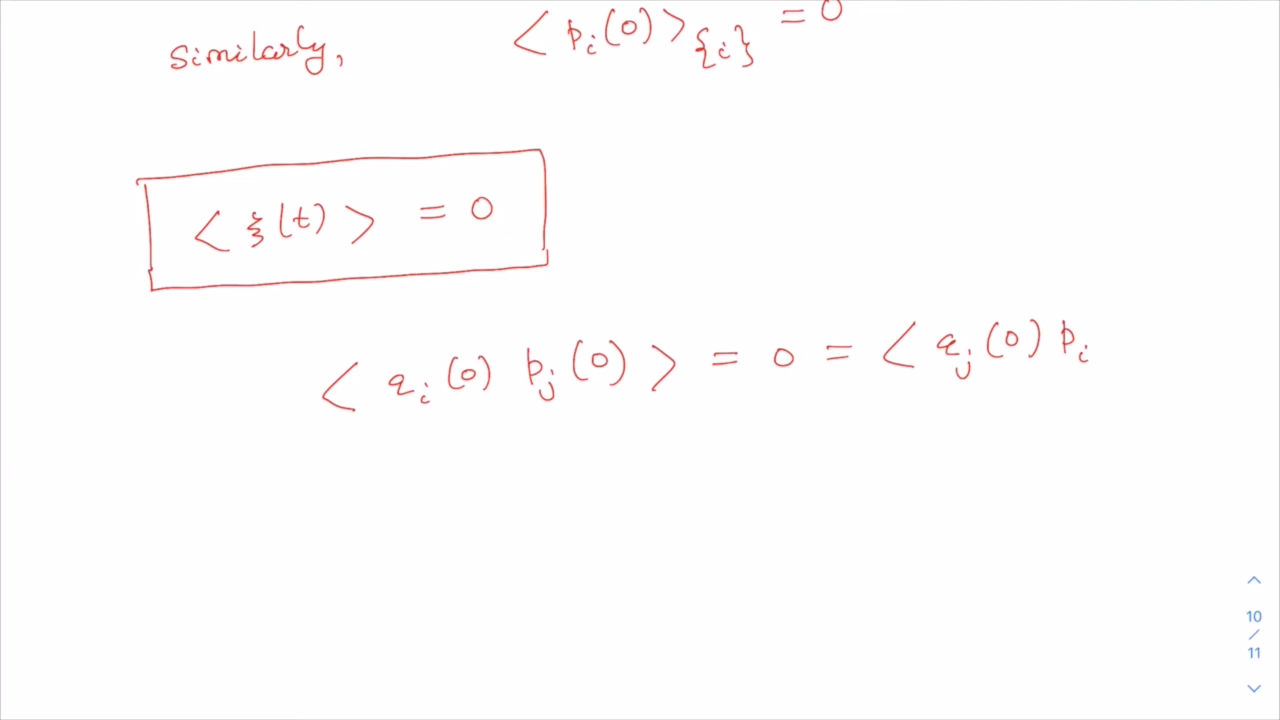 Similarly, < p_i(0) >_{i} = 0
< ξ(t) > = 0
< q_i(0) p_j(0) > = 0 = < q_j(0) p_i
10
/
11